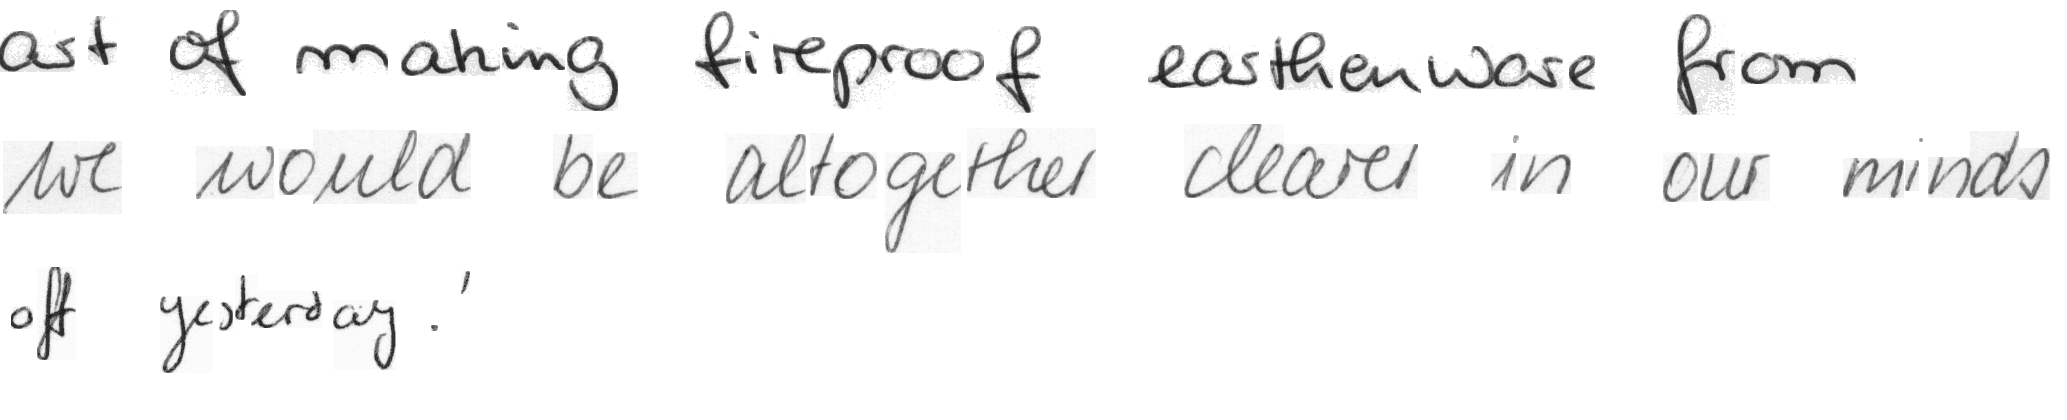 art of making fireproof earthenware from
we would be altogether clearer in our minds
off yesterday.'